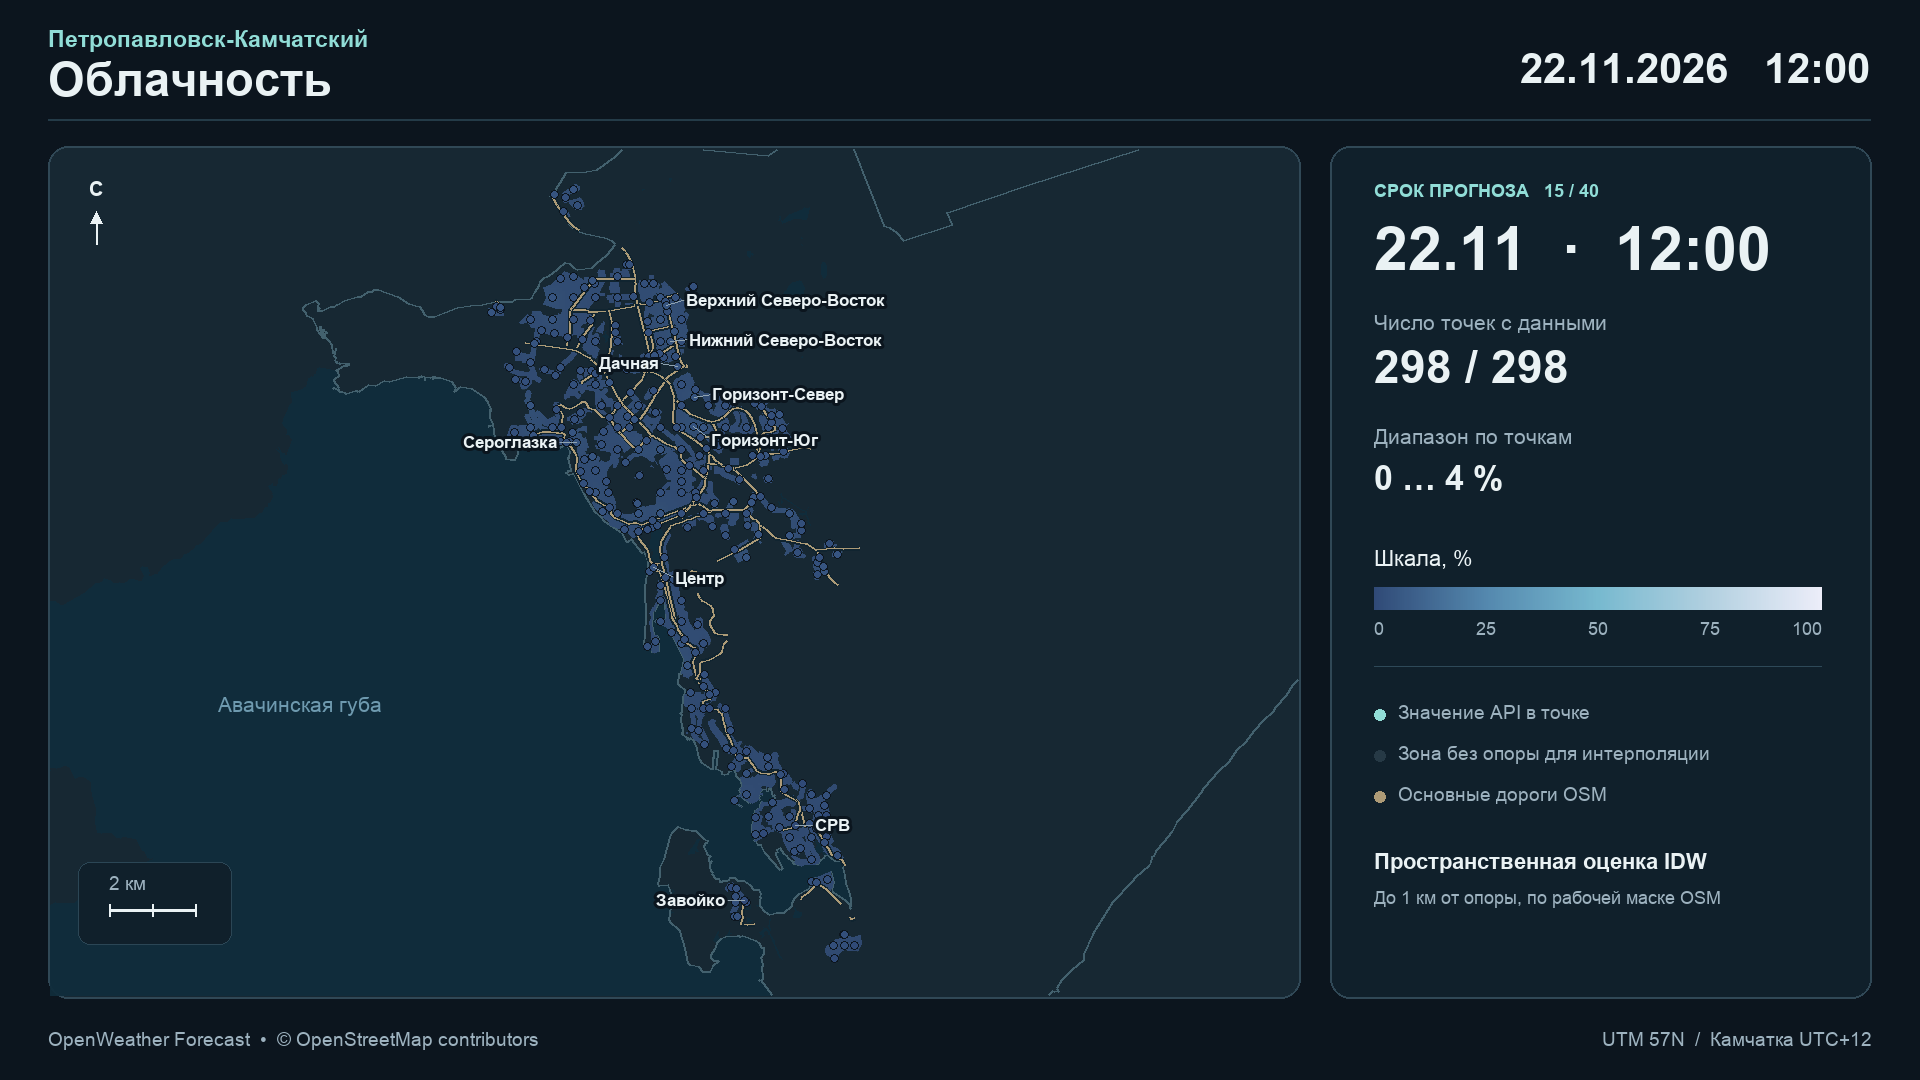 Петропавловск-Камчатский
Облачность
22.11.2026 12:00
С
Верхний Северо-Восток
Нижний Северо-Восток
Дачная
Горизонт-Север
Сероглазка
Горизонт-Юг
Центр
Авачинская губа
СРВ
Завойко
2 км
СРОК ПРОГНОЗА 15 / 40
22.11 · 12:00
Число точек с данными
298 / 298
Диапазон по точкам
0 … 4 %
Шкала, %
0 25 50 75 100
Значение API в точке
Зона без опоры для интерполяции
Основные дороги OSM
Пространственная оценка IDW
До 1 км от опоры, по рабочей маске OSM
OpenWeather Forecast • © OpenStreetMap contributors
UTM 57N / Камчатка UTC+12